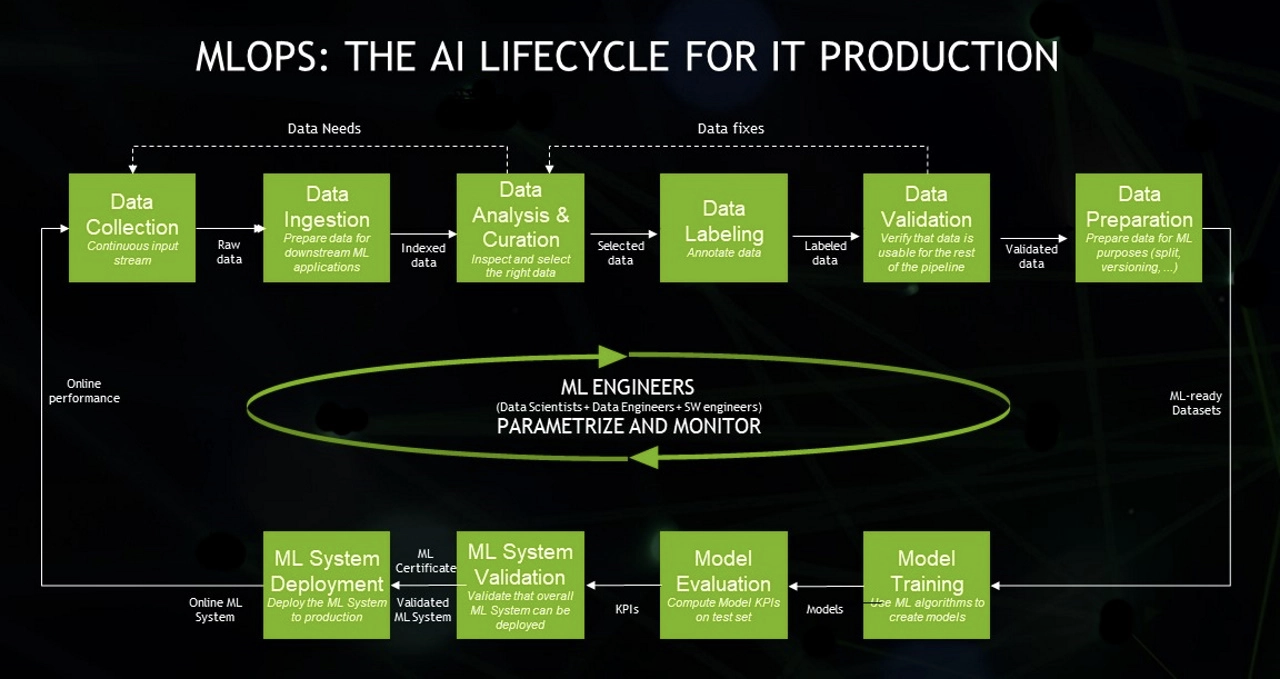 MLOPS: THE AI LIFECYCLE FOR IT PRODUCTION
Data Needs
Data fixes
Data
Collection
Continuous input
stream
Raw
data
Data
Ingestion
Prepare data for
downstream ML
applications
Indexed
data
Data
Analysis &
Curation
Inspect and select
the right data
Selected
data
Data
Labeling
Annotate data
Labeled
data
Data
Validation
Verify that data is
usable for the rest
of the pipeline
Validated
data
Data
Preparation
Prepare data for ML
purposes (split,
versioning, ...)
Online
performance
ML ENGINEERS
(Data Scientists + Data Engineers + SW engineers)
PARAMETRIZE AND MONITOR
ML-ready
Datasets
Online ML
System
ML System
Deployment
Deploy the ML System
to production
ML
Certificate
Validated
ML System
ML System
Validation
Validate that overall
ML System can be
deployed
KPIs
Model
Evaluation
Compute Model KPIs
on test set
Models
Model
Training
Use ML algorithms to
create models